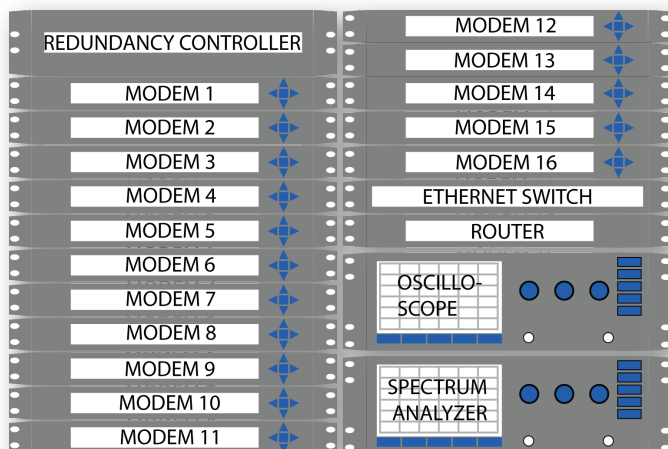 REDUNDANCY CONTROLLER
MODEM 1
MODEM 2
MODEM 3
MODEM 4
MODEM 5
MODEM 6
MODEM 7
MODEM 8
MODEM 9
MODEM 10
MODEM 11
MODEM 12
MODEM 13
MODEM 14
MODEM 15
MODEM 16
ETHERNET SWITCH
ROUTER
OSCILLO-
SCOPE
SPECTRUM
ANALYZER